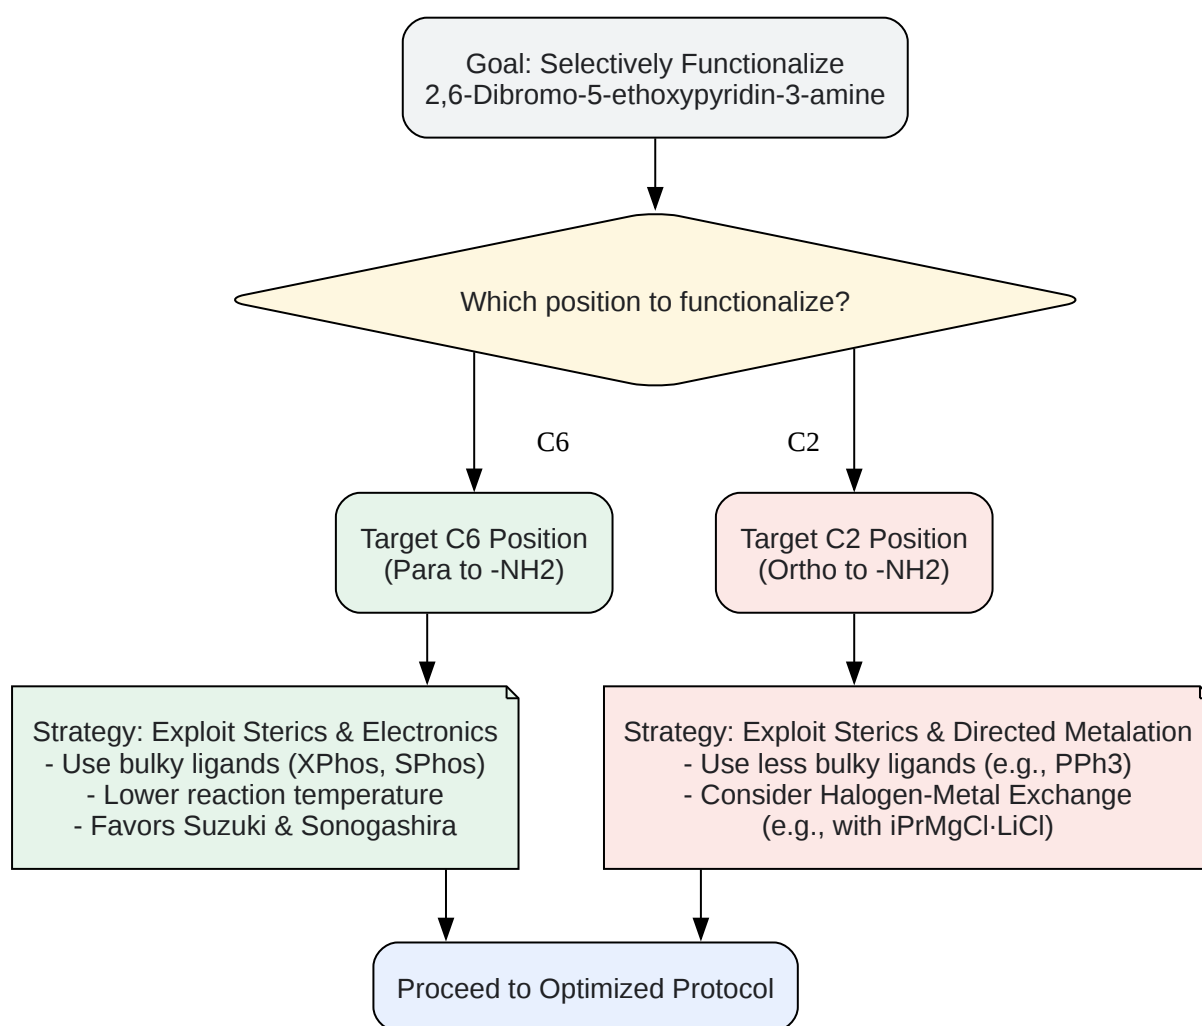 Goal: Selectively Functionalize
2,6-Dibromo-5-ethoxypyridin-3-amine
Which position to functionalize?
C6
C2
Target C6 Position
(Para to -NH2)
Target C2 Position
(Ortho to -NH2)
Strategy: Exploit Sterics & Electronics
- Use bulky ligands (XPhos, SPhos)
- Lower reaction temperature
- Favors Suzuki & Sonogashira
Strategy: Exploit Sterics & Directed Metalation
- Use less bulky ligands (e.g., PPh3)
- Consider Halogen-Metal Exchange
(e.g., with iPrMgCl·LiCl)
Proceed to Optimized Protocol